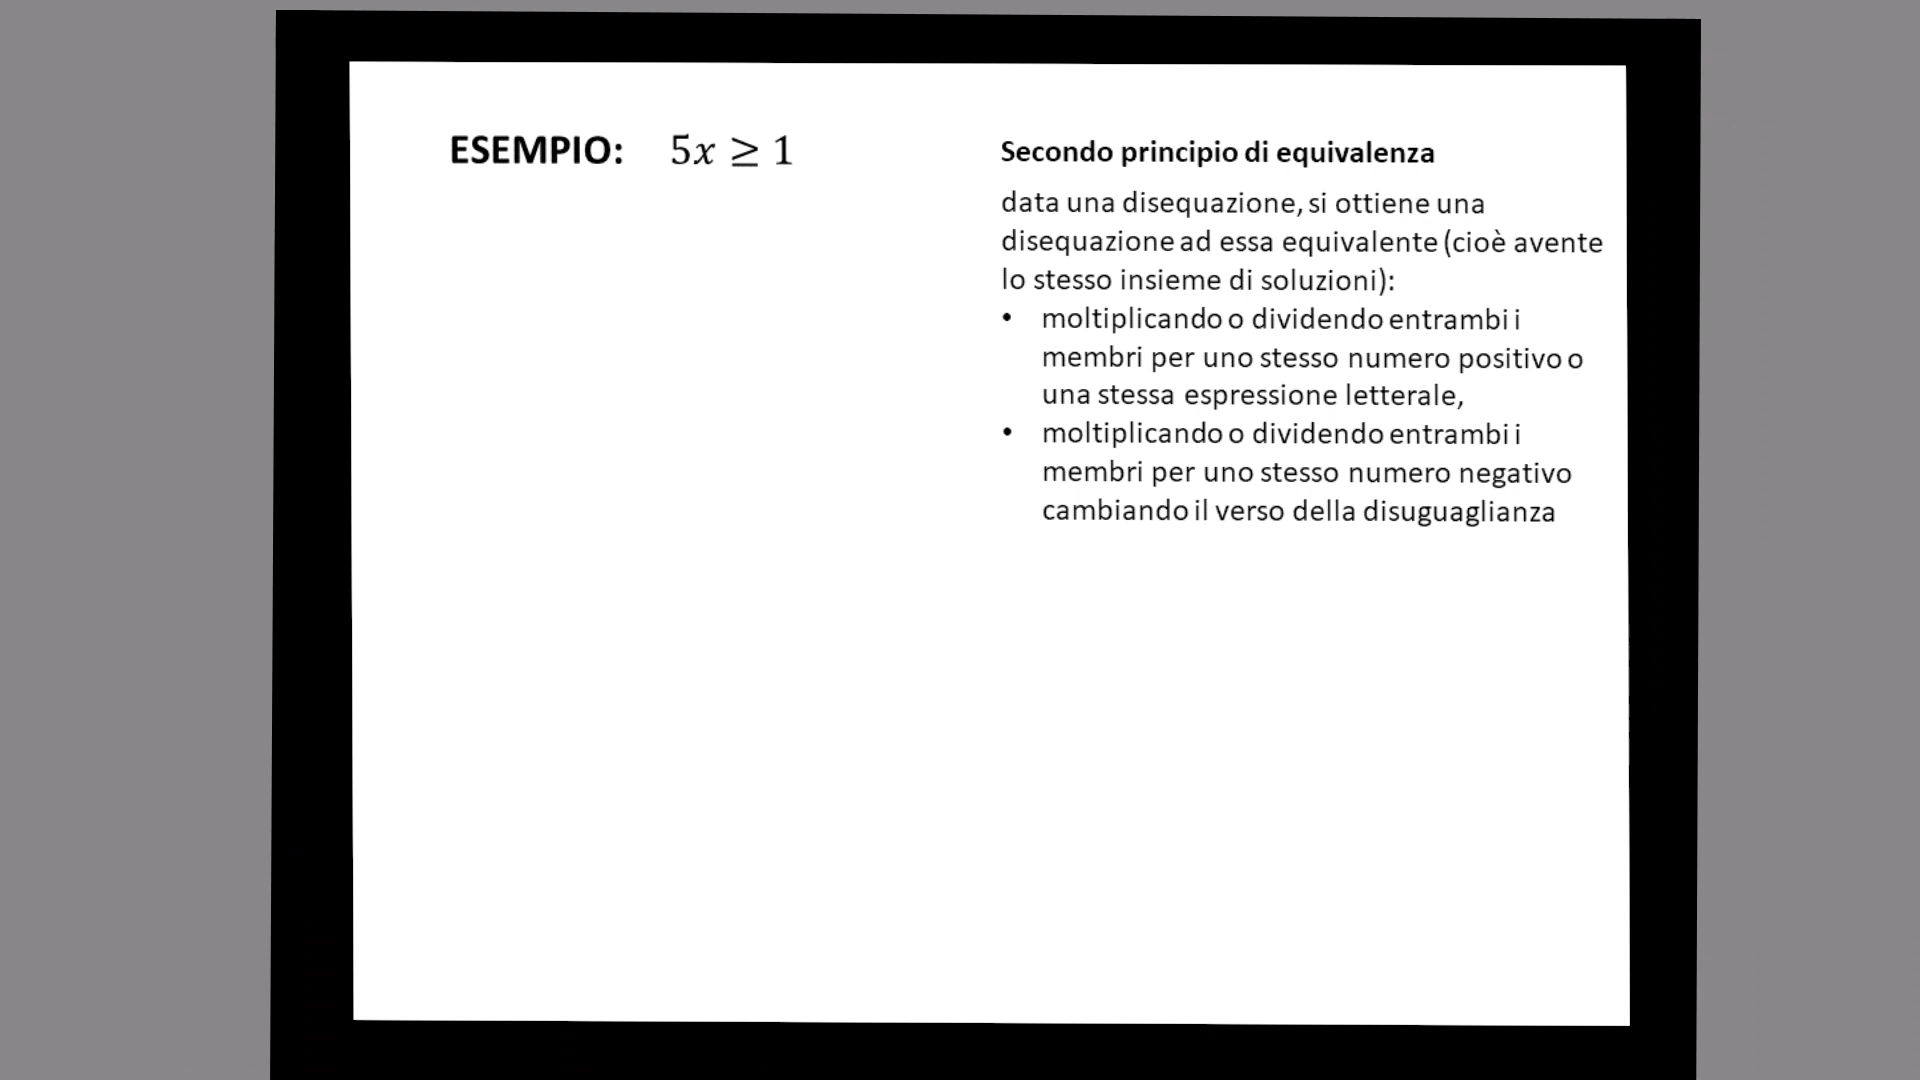 ESEMPIO: 5x ≥ 1
Secondo principio di equivalenza
data una disequazione, si ottiene una
disequazione ad essa equivalente (cioè avente
lo stesso insieme di soluzioni):
• moltiplicando o dividendo entrambi i
membri per uno stesso numero positivo o
una stessa espressione letterale,
• moltiplicando o dividendo entrambi i
membri per uno stesso numero negativo
cambiando il verso della disuguaglianza